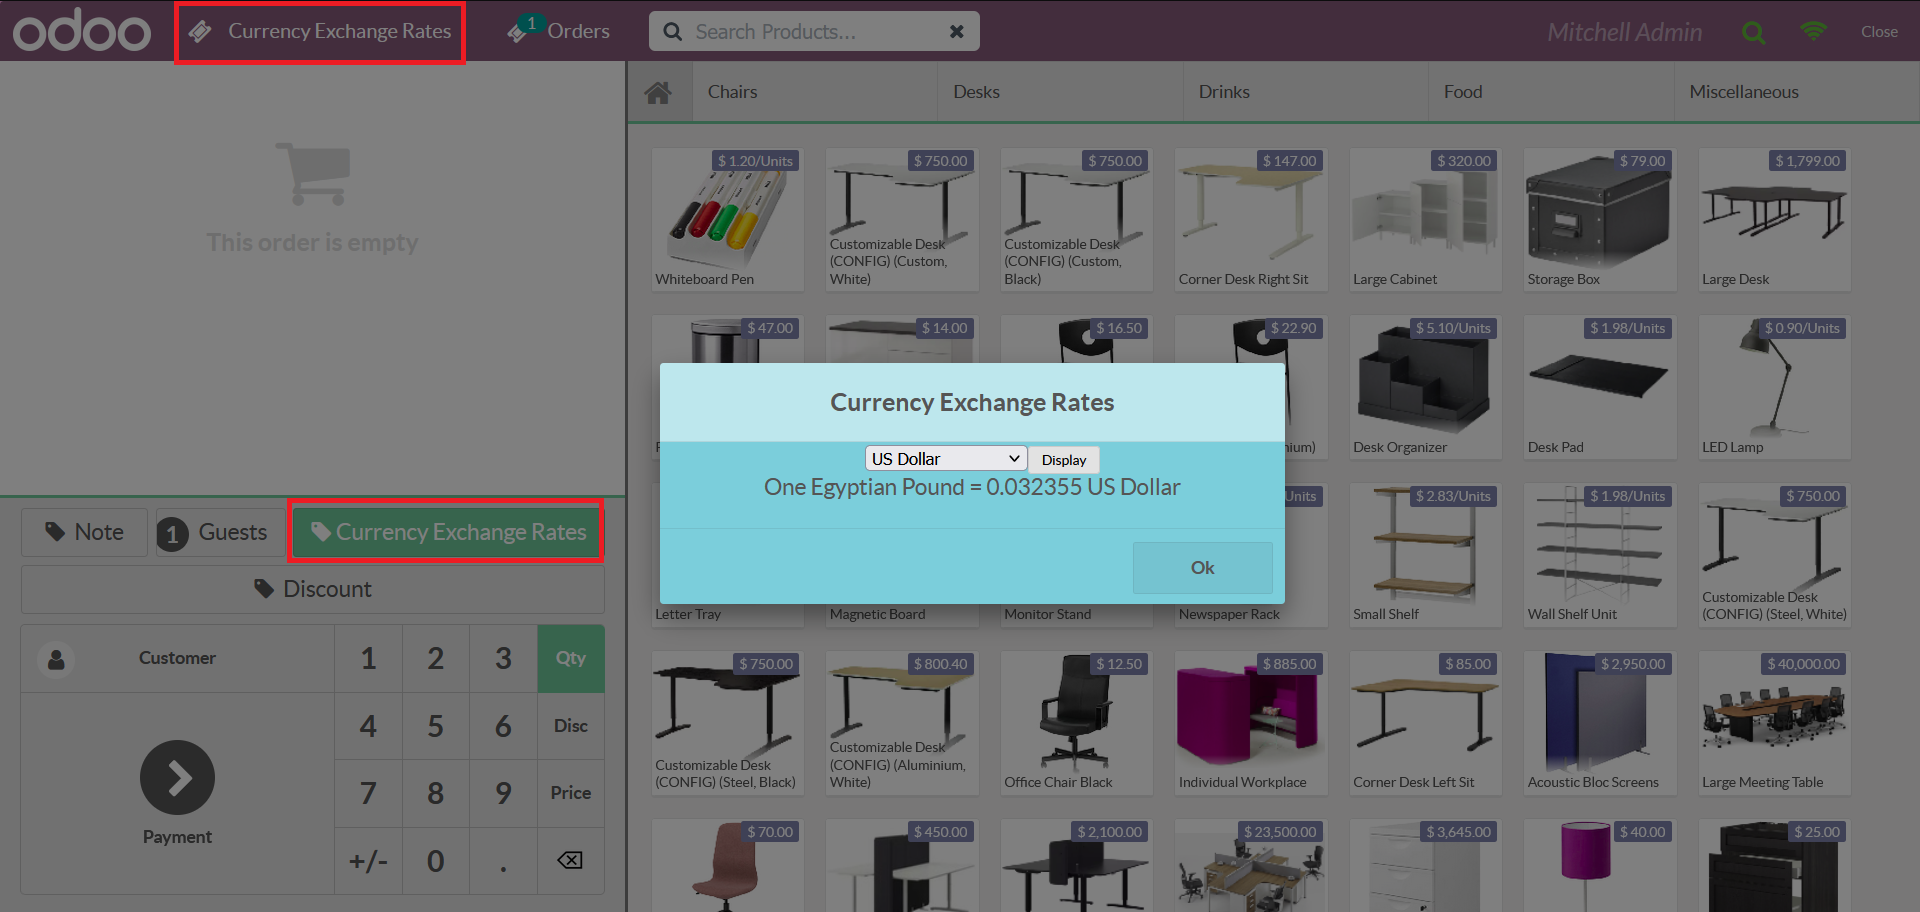 odoo
Currency Exchange Rates
1
Orders
Search Products...
Mitchell Admin
Close
This order is empty
Note
1 Guests
Currency Exchange Rates
Discount
Customer
1 2 3 Qty
4 5 6 Disc
7 8 9 Price
+/- 0 .
Payment
Chairs
Desks
Drinks
Food
Miscellaneous
$ 1.20/Units
Whiteboard Pen
$ 750.00
Customizable Desk
(CONFIG) (Custom,
White)
$ 750.00
Customizable Desk
(CONFIG) (Custom,
Black)
$ 147.00
Corner Desk Right Sit
$ 320.00
Large Cabinet
$ 79.00
Storage Box
$ 1,799.00
Large Desk
$ 47.00
$ 14.00
$ 16.50
$ 22.90
$ 5.10/Units
Desk Organizer
$ 1.98/Units
Desk Pad
$ 0.90/Units
LED Lamp
Currency Exchange Rates
US Dollar
Display
One Egyptian Pound = 0.032355 US Dollar
Ok
Letter Tray
Magnetic Board
Monitor Stand
Units
Newspaper Rack
$ 2.83/Units
Small Shelf
$ 1.98/Units
Wall Shelf Unit
$ 750.00
Customizable Desk
(CONFIG) (Steel, White)
$ 750.00
Customizable Desk
(CONFIG) (Steel, Black)
$ 800.40
Customizable Desk
(CONFIG) (Aluminium,
White)
$ 12.50
Office Chair Black
$ 885.00
Individual Workplace
$ 85.00
Corner Desk Left Sit
$ 2,950.00
Acoustic Bloc Screens
$ 40,000.00
Large Meeting Table
$ 70.00
$ 450.00
$ 2,100.00
$ 23,500.00
$ 3,645.00
$ 40.00
$ 25.00